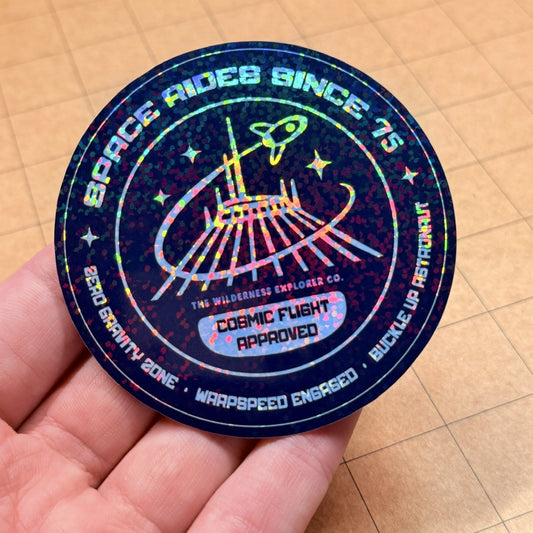 SPACE RIDES SINCE 75
THE WILDERNESS EXPLORER CO.
COSMIC FLIGHT
APPROVED
ZERO GRAVITY ZONE • WARPSPEED ENGAGED • BUCKLE UP ASTRONAUT